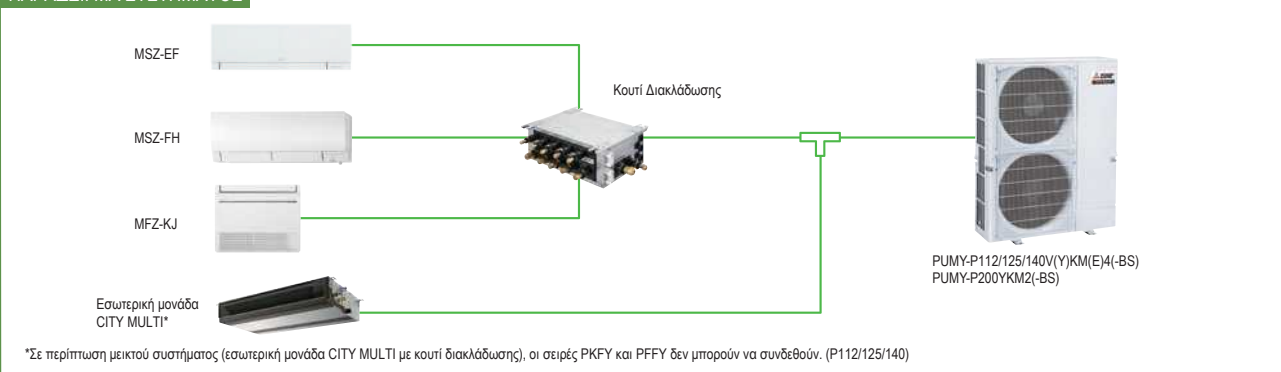 MSZ-EF
Κουτί Διακλάδωσης
MSZ-FH
MFZ-KJ
PUMY-P112/125/140V(Y)KM(E)4(-BS)
PUMY-P200YKM2(-BS)
Εσωτερική μονάδα
CITY MULTI*
*Σε περίπτωση μεικτού συστήματος (εσωτερική μονάδα CITY MULTI με κουτί διακλάδωσης), οι σειρές PKFY και PFFY δεν μπορούν να συνδεθούν. (P112/125/140)